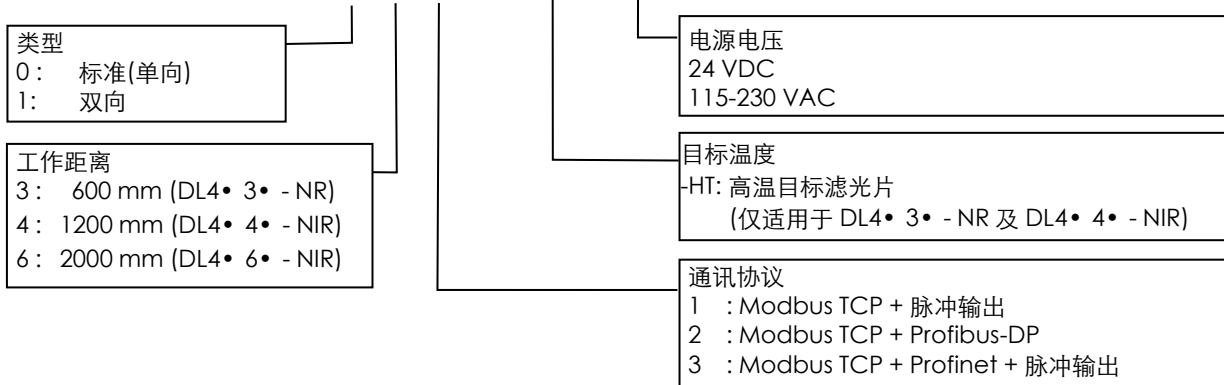 类型
0 : 标准(单向)
1: 双向
工作距离
3 : 600 mm (DL4• 3• - NR)
4 : 1200 mm (DL4• 4• - NIR)
6 : 2000 mm (DL4• 6• - NIR)
电源电压
24 VDC
115-230 VAC
目标温度
-HT: 高温目标滤光片
(仅适用于 DL4• 3• - NR 及 DL4• 4• - NIR)
通讯协议
1 : Modbus TCP + 脉冲输出
2 : Modbus TCP + Profibus-DP
3 : Modbus TCP + Profinet + 脉冲输出